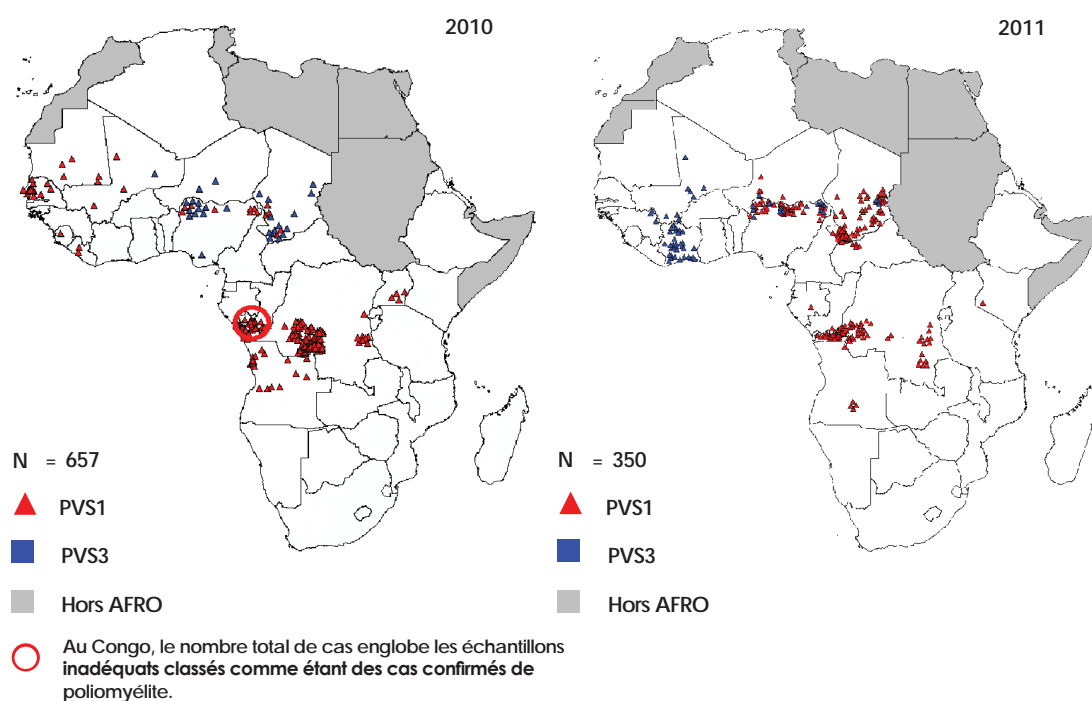 2010
2011
N = 657
PVS1
PVS3
Hors AFRO
Au Congo, le nombre total de cas englobe les échantillons
inadéquats classés comme étant des cas confirmés de
poliomyélite.
N = 350
PVS1
PVS3
Hors AFRO